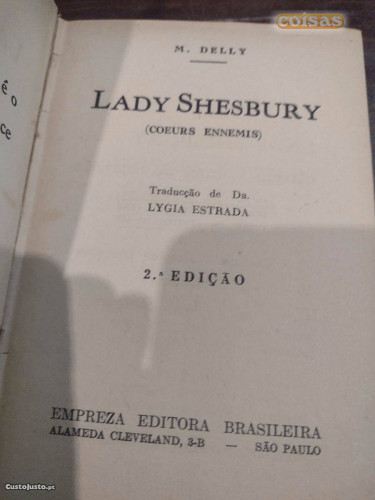 coisas
M. DELLY
LADY SHESBURY
(COEURS ENNEMIS)
Traducção de Da.
LYGIA ESTRADA
2.ª EDIÇÃO
EMPREZA EDITORA BRASILEIRA
ALAMEDA CLEVELAND, 3-B — SÃO PAULO
ê o
ce
CustoJusto.pt